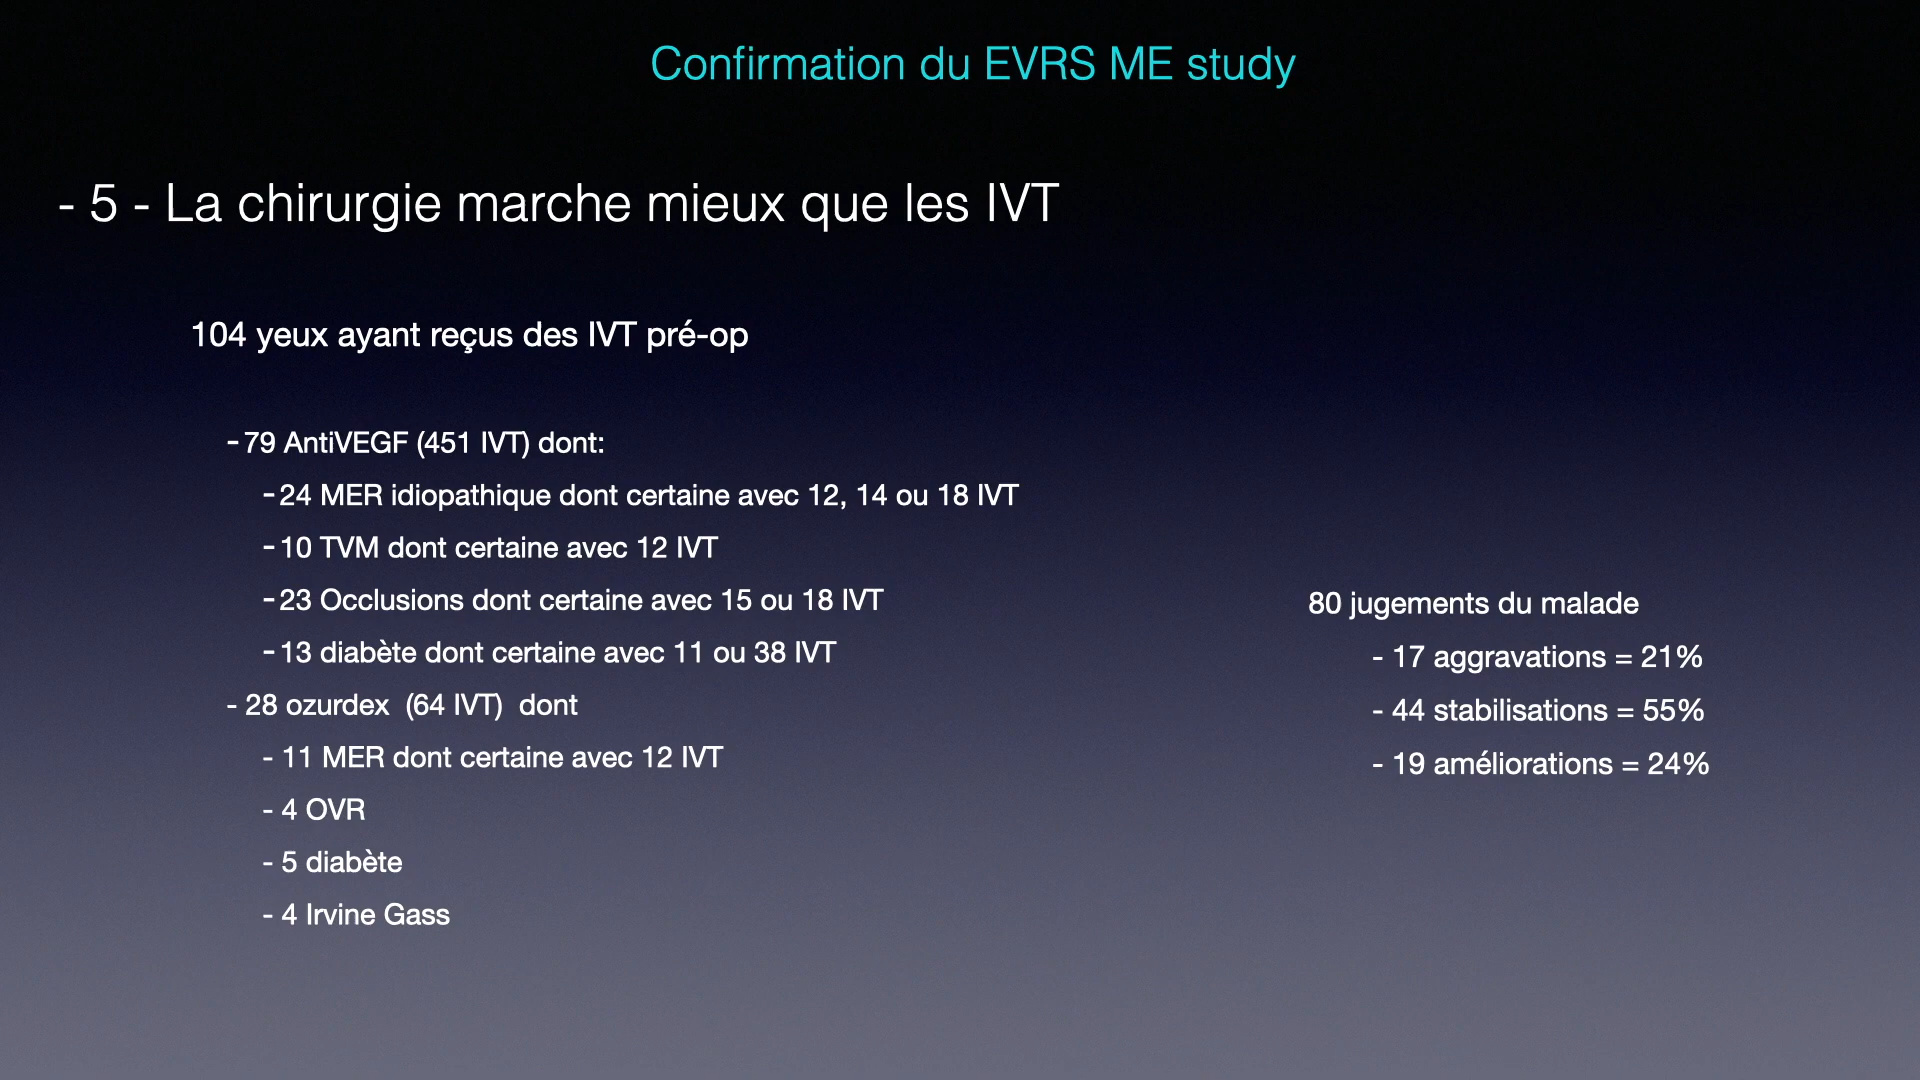 Confirmation du EVRS ME study
- 5 - La chirurgie marche mieux que les IVT
104 yeux ayant reçus des IVT pré-op
- 79 AntiVEGF (451 IVT) dont:
- 24 MER idiopathique dont certaine avec 12, 14 ou 18 IVT
- 10 TVM dont certaine avec 12 IVT
- 23 Occlusions dont certaine avec 15 ou 18 IVT
- 13 diabète dont certaine avec 11 ou 38 IVT
- 28 ozurdex (64 IVT) dont
- 11 MER dont certaine avec 12 IVT
- 4 OVR
- 5 diabète
- 4 Irvine Gass
80 jugements du malade
- 17 aggravations = 21%
- 44 stabilisations = 55%
- 19 améliorations = 24%